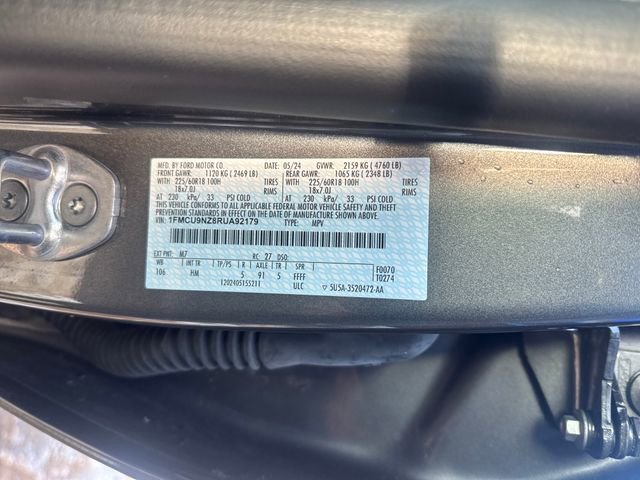 MFD. BY FORD MOTOR CO. DATE: 05/24 GVWR: 2159 KG (4760 LB)
FRONT GAWR: 1120 KG (2469 LB) REAR GAWR: 1065 KG (2348 LB)
WITH 225/60R18 100H TIRES WITH 225/60R18 100H TIRES
18x7.0J RIMS 18x7.0J RIMS
AT 230 kPa/ 33 PSI COLD AT 230 kPa/ 33 PSI COLD
THIS VEHICLE CONFORMS TO ALL APPLICABLE FEDERAL MOTOR VEHICLE
SAFETY AND THEFT PREVENTION STANDARDS IN EFFECT ON THE DATE OF MANUFACTURE SHOWN ABOVE.
VIN: 1FMCU9NZ8RUA92179 TYPE: MPV
EXT PNT: M7 RC: 27 DSO:
WB INT TR TP/PS R AXLE TR SPR F0070
106 HM 5 91 5 FFFF T0274
120240515521T ULC ▽ 5U5A-3520472-AA